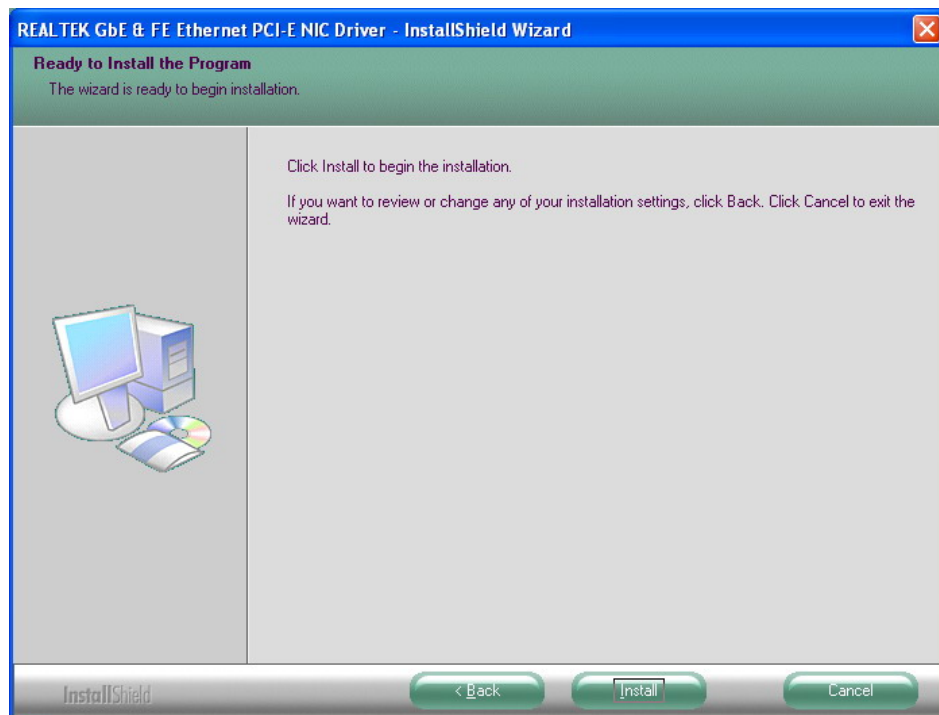 REALTEK GbE & FE Ethernet PCI-E NIC Driver - InstallShield Wizard
Ready to Install the Program
The wizard is ready to begin installation.
Click Install to begin the installation.
If you want to review or change any of your installation settings, click Back. Click Cancel to exit the
wizard.
InstallShield
< Back
Install
Cancel